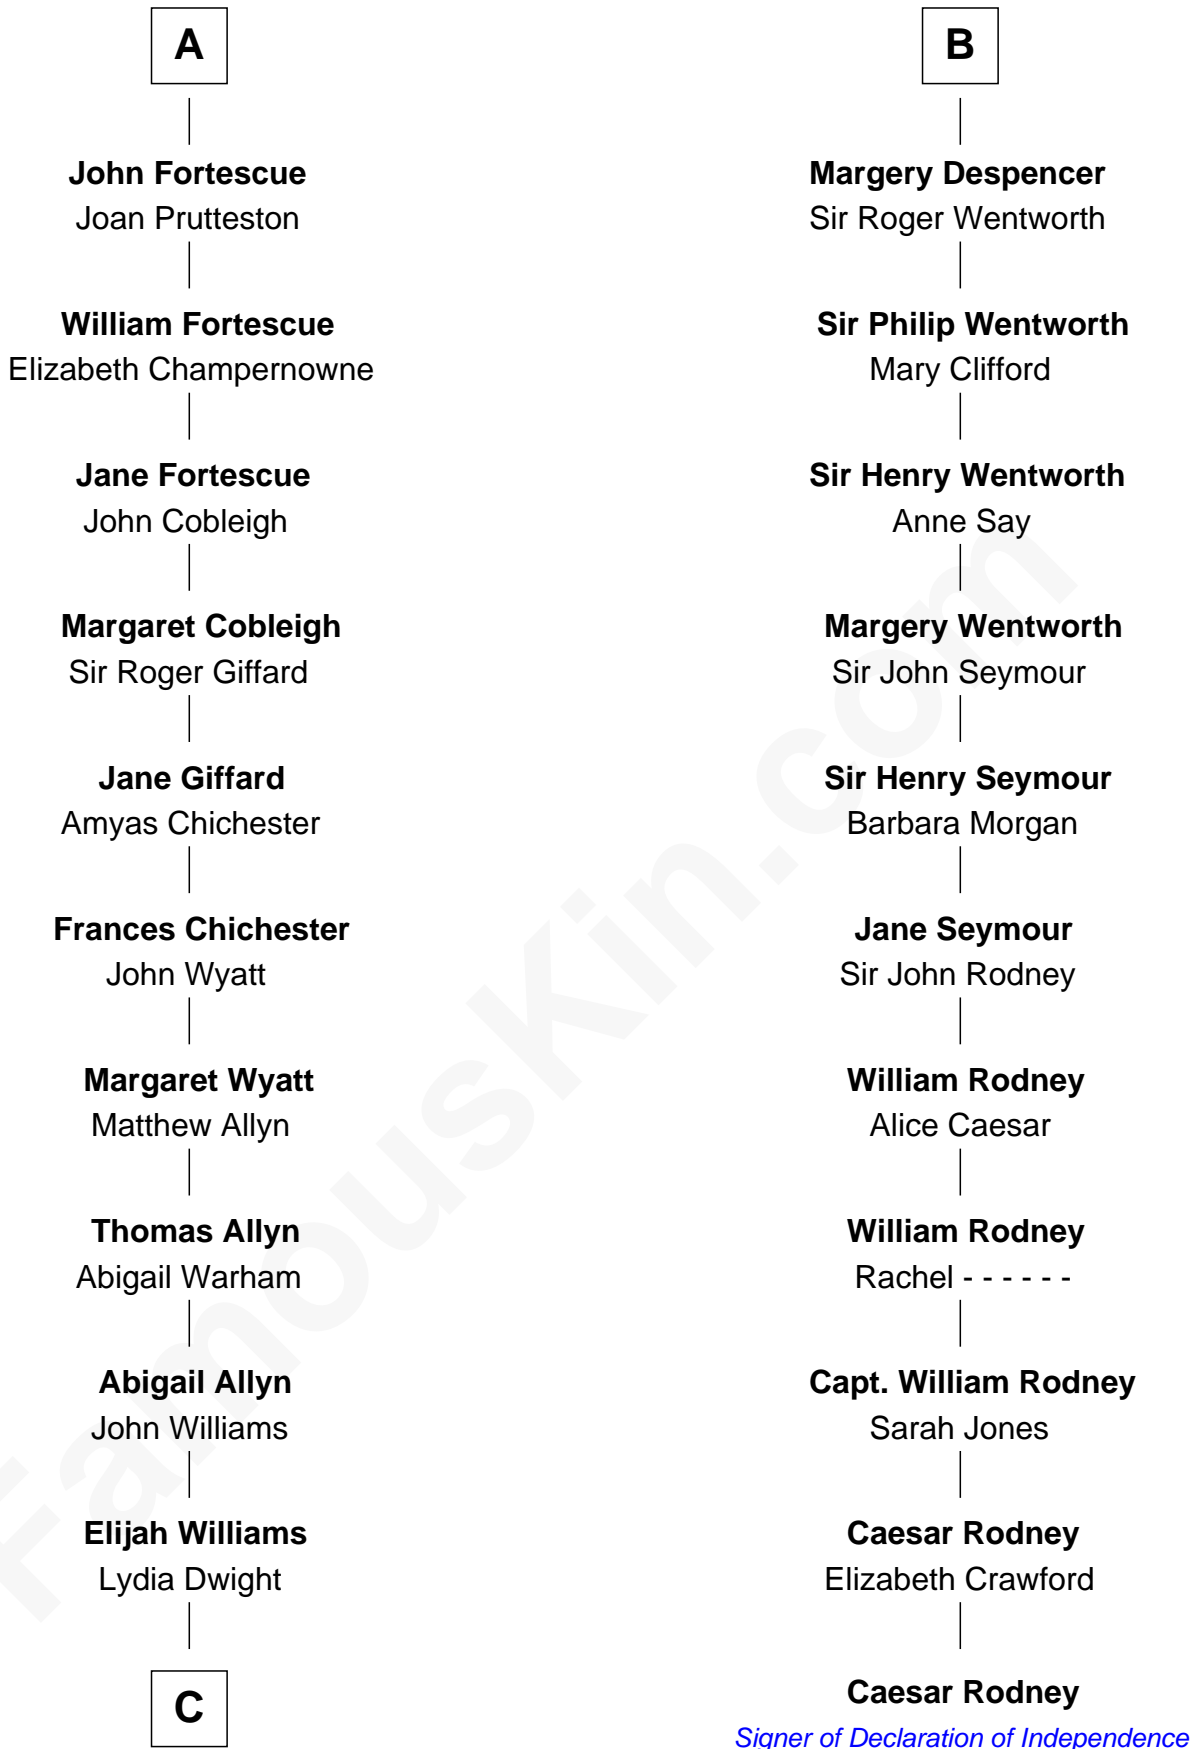 A
John Fortescue
Joan Prutteston
William Fortescue
Elizabeth Champernowne
Jane Fortescue
John Cobleigh
Margaret Cobleigh
Sir Roger Giffard
Jane Giffard
Amyas Chichester
Frances Chichester
John Wyatt
Margaret Wyatt
Matthew Allyn
Thomas Allyn
Abigail Warham
Abigail Allyn
John Williams
Elijah Williams
Lydia Dwight
C
B
Margery Despencer
Sir Roger Wentworth
Sir Philip Wentworth
Mary Clifford
Sir Henry Wentworth
Anne Say
Margery Wentworth
Sir John Seymour
Sir Henry Seymour
Barbara Morgan
Jane Seymour
Sir John Rodney
William Rodney
Alice Caesar
William Rodney
Rachel - - - - - -
Capt. William Rodney
Sarah Jones
Caesar Rodney
Elizabeth Crawford
Caesar Rodney
Signer of Declaration of Independence
FamousKin.com